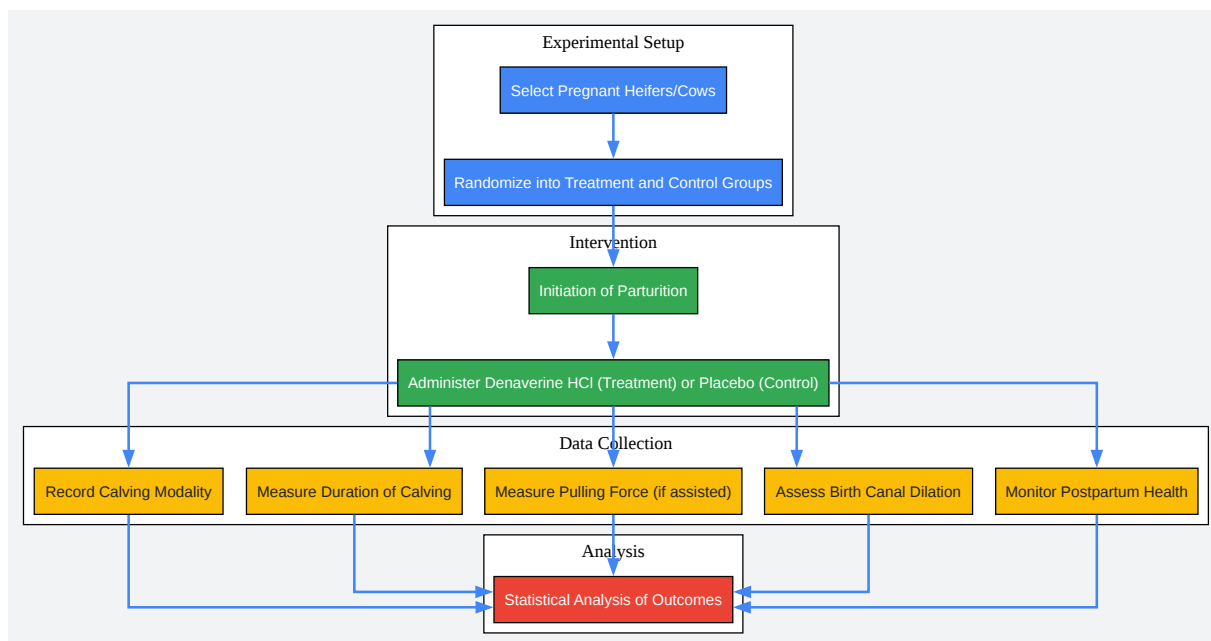 Experimental Setup
Select Pregnant Heifers/Cows
Randomize into Treatment and Control Groups
Intervention
Initiation of Parturition
Administer Denaverine HCl (Treatment) or Placebo (Control)
Data Collection
Record Calving Modality
Measure Duration of Calving
Measure Pulling Force (if assisted)
Assess Birth Canal Dilation
Monitor Postpartum Health
Analysis
Statistical Analysis of Outcomes